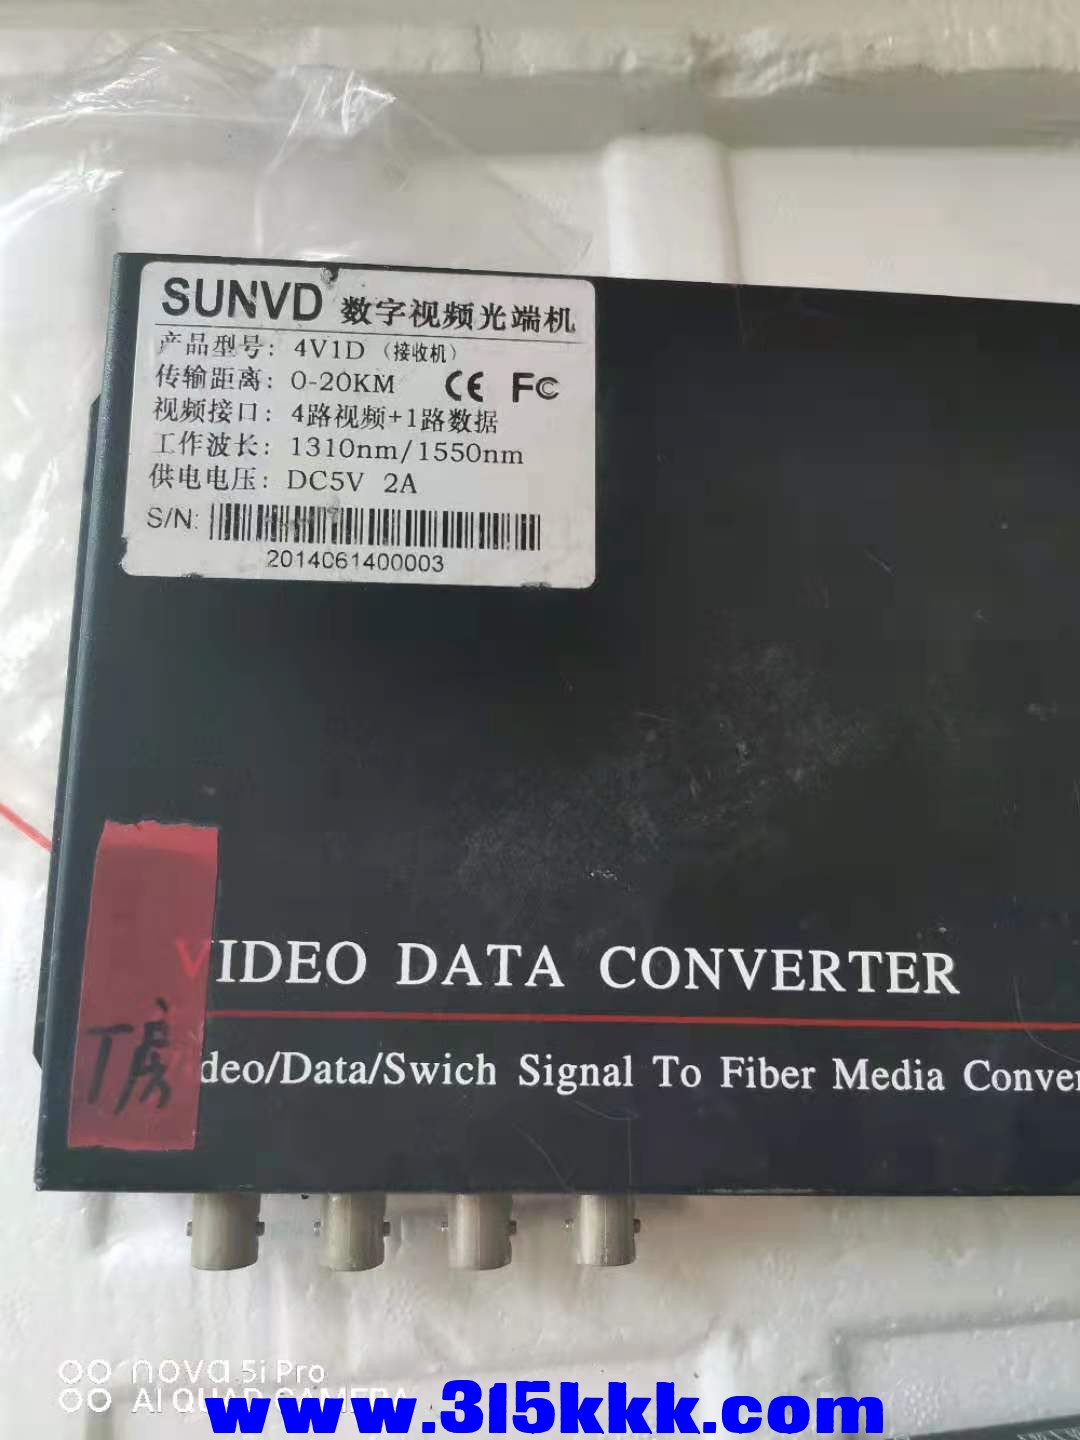 SUNVD 数字视频光端机
产品型号: 4V1D (接收机)
传输距离: 0-20KM CE FC
视频接口: 4路视频+1路数据
工作波长: 1310nm/1550nm
供电电压: DC5V 2A
S/N:
2014061400003
VIDEO DATA CONVERTER
deo/Data/Swich Signal To Fiber Media Conver
丁房
nova 5i Pro
AI QUAD CAMERA
www.315kkk.com